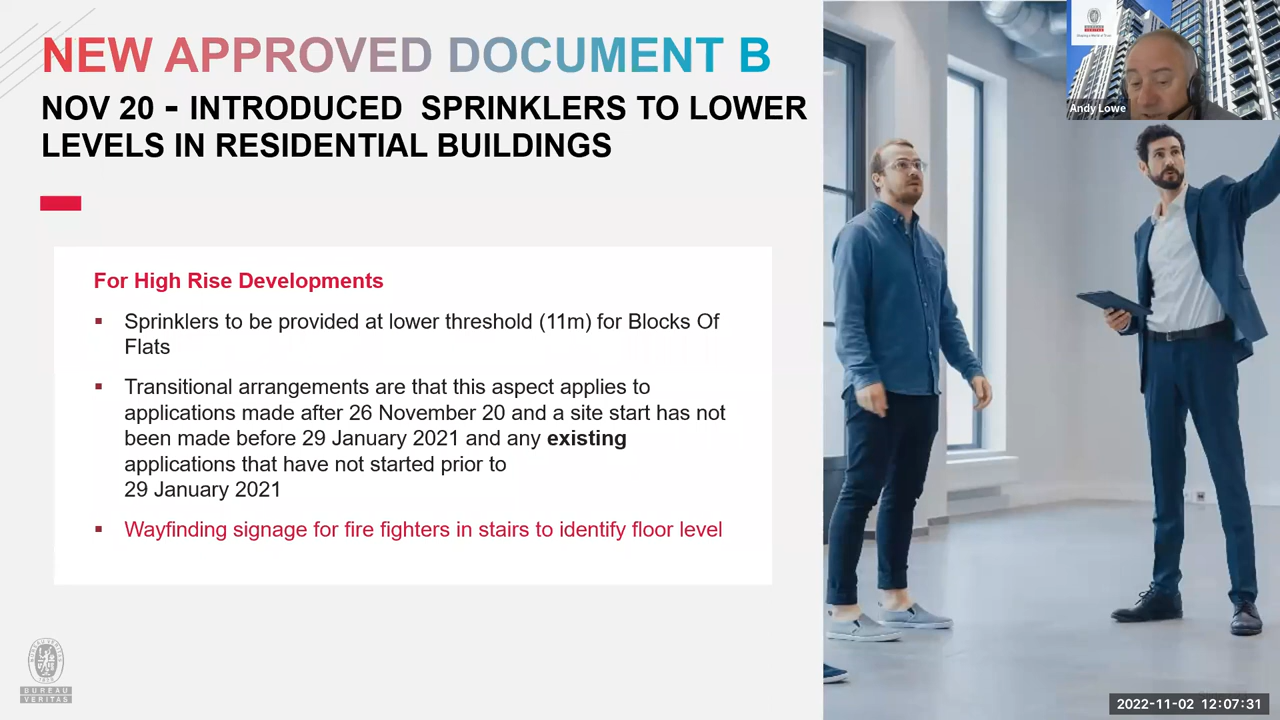 NEW APPROVED DOCUMENT B
NOV 20 - INTRODUCED SPRINKLERS TO LOWER
LEVELS IN RESIDENTIAL BUILDINGS
For High Rise Developments
Sprinklers to be provided at lower threshold (11m) for Blocks Of
Flats
Transitional arrangements are that this aspect applies to
applications made after 26 November 20 and a site start has not
been made before 29 January 2021 and any existing
applications that have not started prior to
29 January 2021
Wayfinding signage for fire fighters in stairs to identify floor level
BUREAU
VERITAS
Andy Lowe
2022-11-02 12:07:31